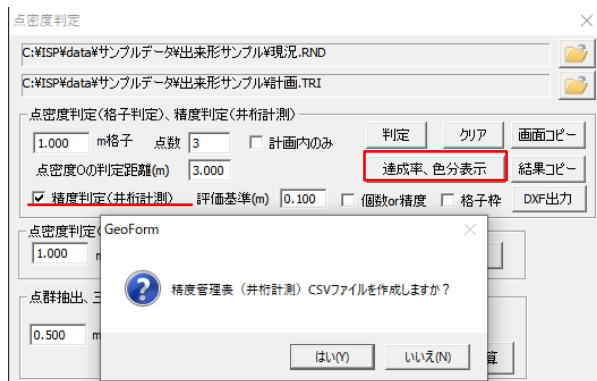 点密度判定
C:¥ISP¥data¥サンプルデータ¥出来形サンプル¥現況.RND
C:¥ISP¥data¥サンプルデータ¥出来形サンプル¥計画.TRI
点密度判定(格子判定)、精度判定(井桁計測)
1.000 m格子 点数 3 計画内のみ 判定 クリア 画面コピー
点密度0の判定距離(m) 3.000 達成率、色分表示 結果コピー
精度判定(井桁計測) 評価基準(m) 0.100 個数or精度 格子枠 DXF出力
点密度判定(
GeoForm
1.000
精度管理表（井桁計測）CSVファイルを作成しますか？
点群抽出、三
0.500 m
はい(Y) いいえ(N) 算